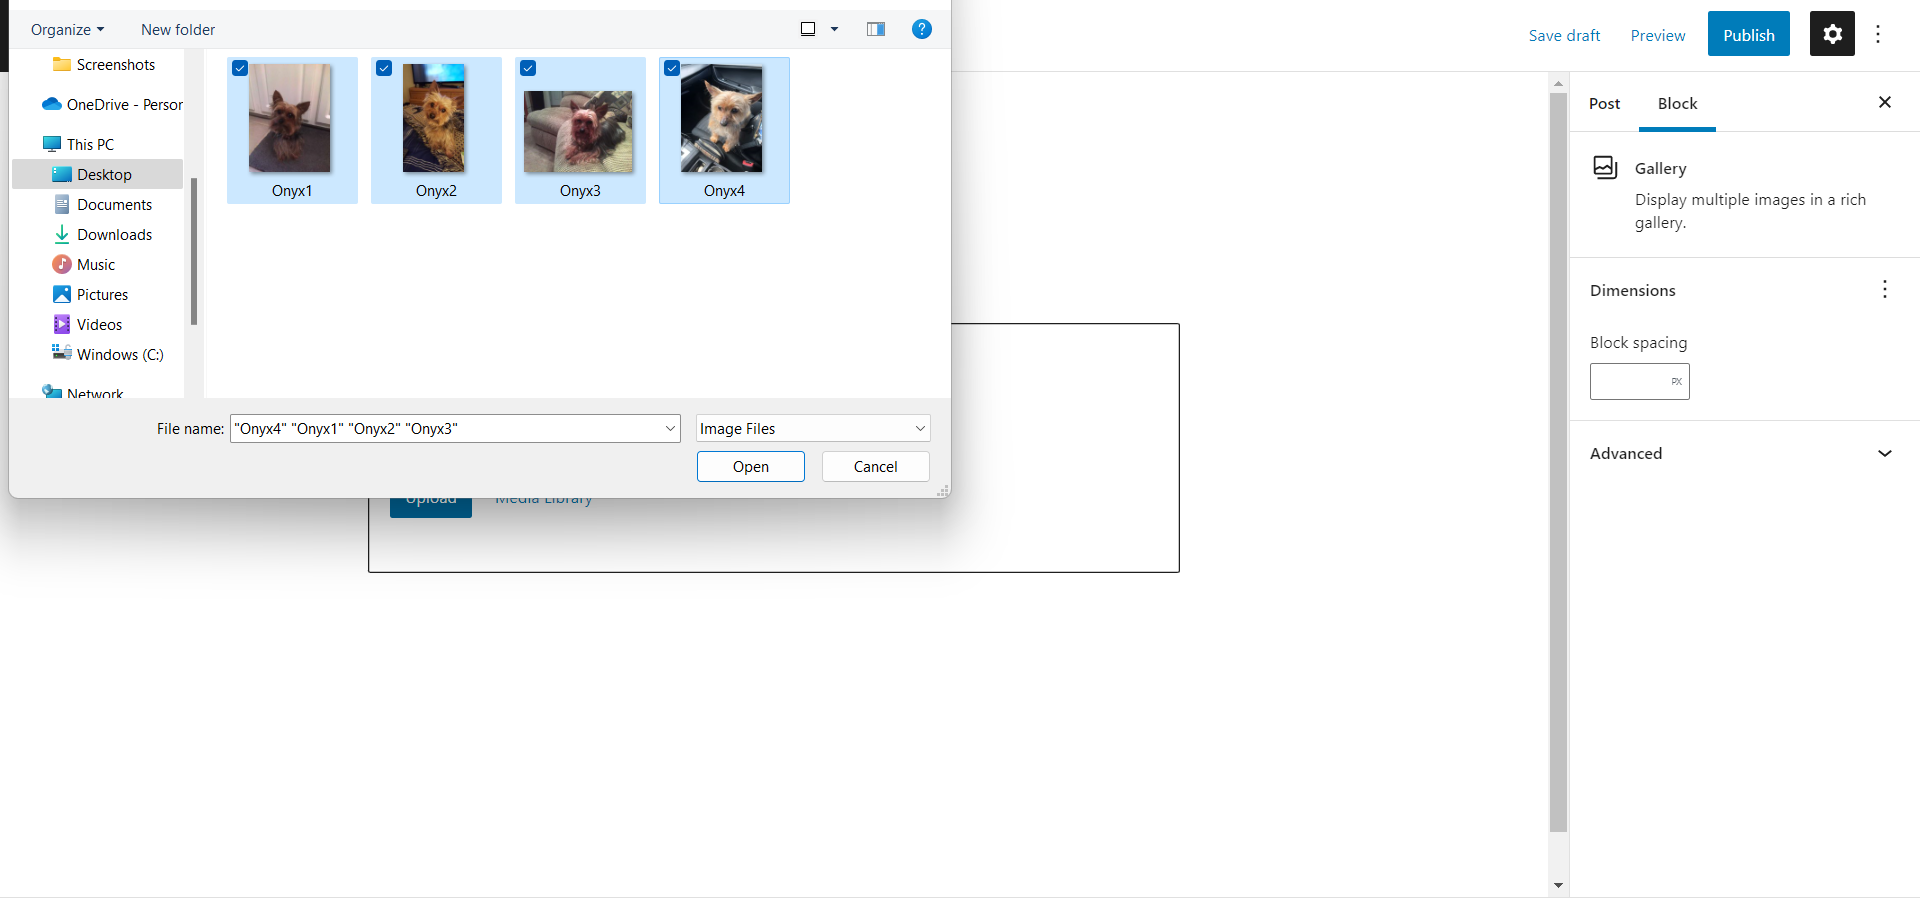 Organize
New folder
Screenshots
OneDrive - Persor
This PC
Desktop
Documents
Downloads
Music
Pictures
Videos
Windows (C:)
Network
Onyx1
Onyx2
Onyx3
Onyx4
File name:
"Onyx4" "Onyx1" "Onyx2" "Onyx3"
Image Files
Open
Cancel
Upload
Media Library
Save draft
Preview
Publish
Post
Block
Gallery
Display multiple images in a rich
gallery.
Dimensions
Block spacing
PX
Advanced